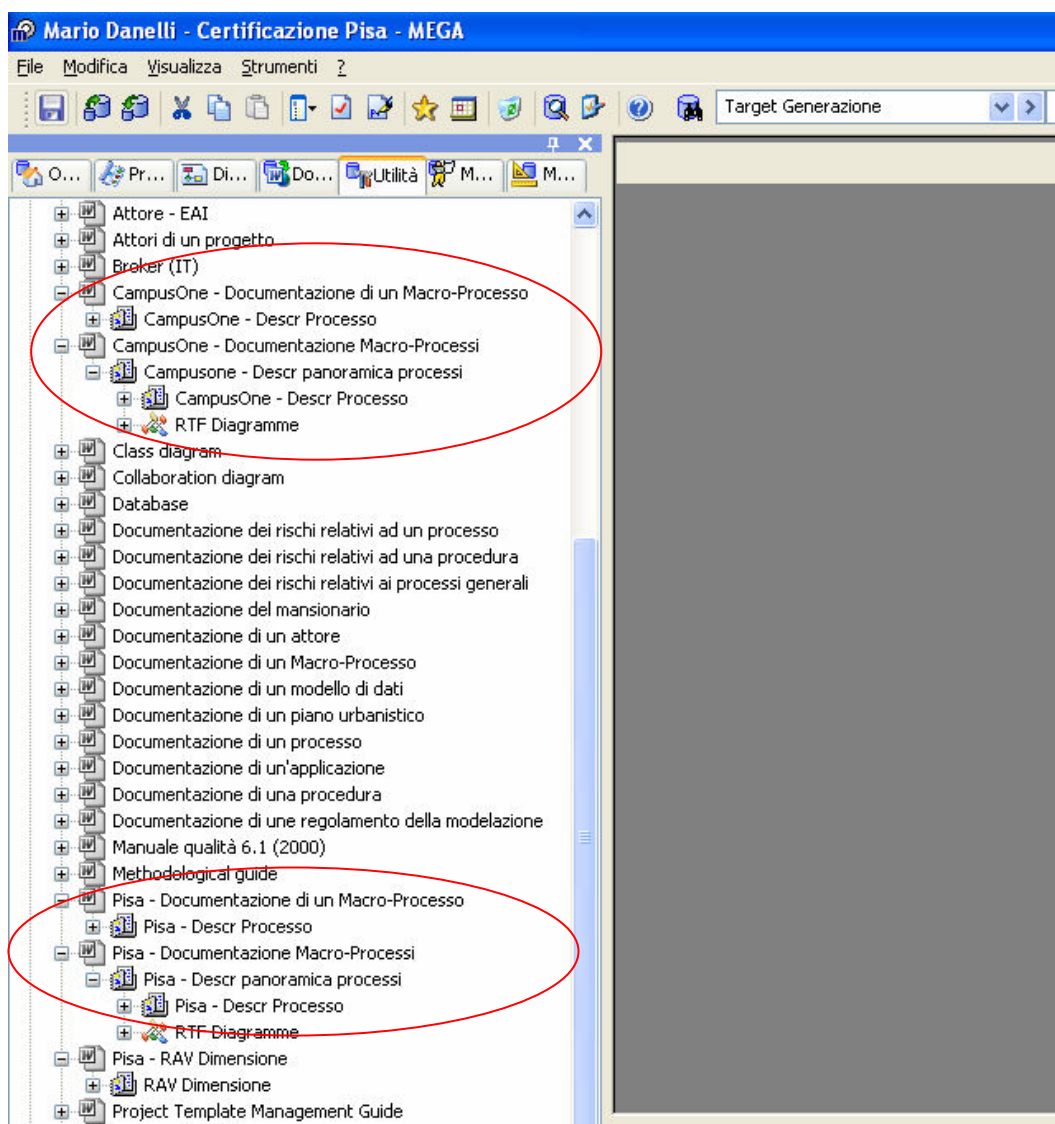 Mario Danelli - Certificazione Pisa - MEGA
File Modifica Visualizza Strumenti ?
Target Generazione
O... Pr... Di... Do... Utilità M... M...
Attore - EAI
Attori di un progetto
Broker (IT)
CampusOne - Documentazione di un Macro-Processo
CampusOne - Descr Processo
CampusOne - Documentazione Macro-Processi
Campusone - Descr panoramica processi
CampusOne - Descr Processo
RTF Diagramme
Class diagram
Collaboration diagram
Database
Documentazione dei rischi relativi ad un processo
Documentazione dei rischi relativi ad una procedura
Documentazione dei rischi relativi ai processi generali
Documentazione del mansionario
Documentazione di un attore
Documentazione di un Macro-Processo
Documentazione di un modello di dati
Documentazione di un piano urbanistico
Documentazione di un processo
Documentazione di un'applicazione
Documentazione di una procedura
Documentazione di une regolamento della modelazione
Manuale qualità 6.1 (2000)
Methodological guide
Pisa - Documentazione di un Macro-Processo
Pisa - Descr Processo
Pisa - Documentazione Macro-Processi
Pisa - Descr panoramica processi
Pisa - Descr Processo
RTF Diagramme
Pisa - RAV Dimensione
RAV Dimensione
Project Template Management Guide